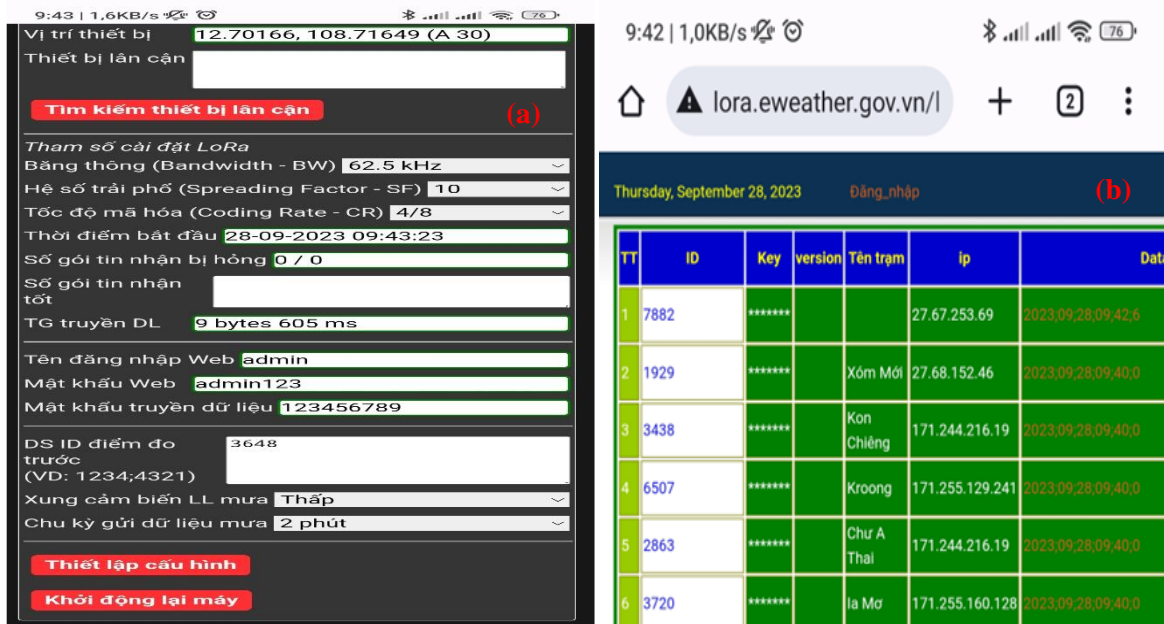 9:43 | 1,6KB/s
76
Vị trí thiết bị 12.70166, 108.71649 (A 30)
Thiết bị lân cận
Tìm kiếm thiết bị lân cận
(a)
Tham số cài đặt LoRa
Băng thông (Bandwidth - BW) 62.5 kHz
Hệ số trải phổ (Spreading Factor - SF) 10
Tốc độ mã hóa (Coding Rate - CR) 4/8
Thời điểm bắt đầu 28-09-2023 09:43:23
Số gói tin nhận bị hỏng 0 / 0
Số gói tin nhận
tốt
TG truyền DL 9 bytes 605 ms
Tên đăng nhập Web admin
Mật khẩu Web admin123
Mật khẩu truyền dữ liệu 123456789
DS ID điểm đo 3648
trước
(VD: 1234;4321)
Xung cảm biến LL mưa Thấp
Chu kỳ gửi dữ liệu mưa 2 phút
Thiết lập cấu hình
Khởi động lại máy
9:42 | 1,0KB/s
76
lora.eweather.gov.vn/l
2
Thursday, September 28, 2023 Đăng_nhập
(b)
TT ID Key version Tên trạm ip Data
1 7882 ******* 27.67.253.69 2023;09;28;09;42;6
2 1929 ******* Xóm Mới 27.68.152.46 2023;09;28;09;40;0
3 3438 ******* Kon Chiêng 171.244.216.19 2023;09;28;09;40;0
4 6507 ******* Kroong 171.255.129.241 2023;09;28;09;40;0
5 2863 ******* Chư A Thai 171.244.216.19 2023;09;28;09;40;0
6 3720 ******* Ia Mơ 171.255.160.128 2023;09;28;09;40;0